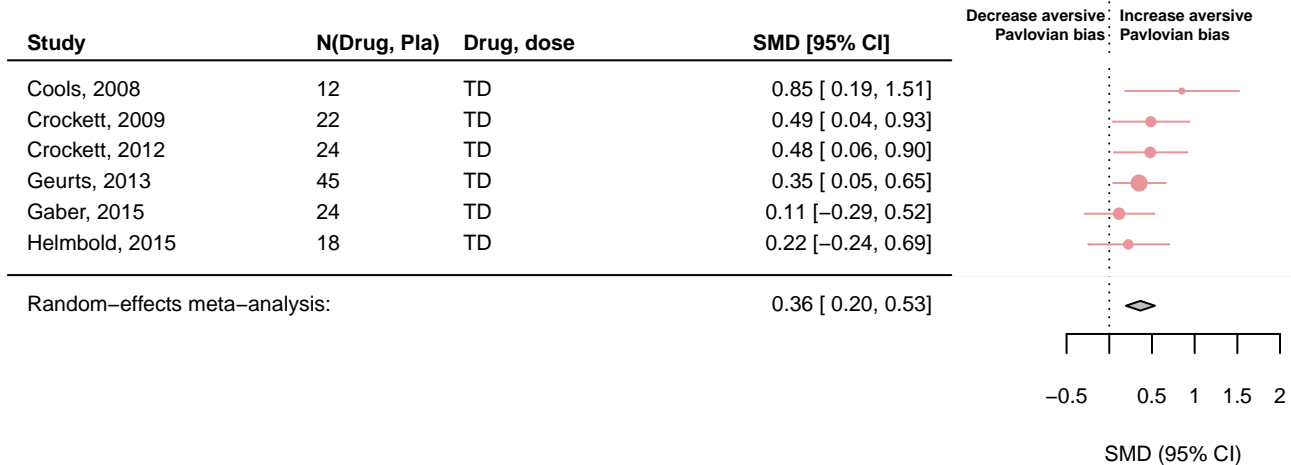 Decrease aversive Increase aversive
Pavlovian bias Pavlovian bias
Study N(Drug, Pla) Drug, dose SMD [95% CI]
Cools, 2008 12 TD 0.85 [ 0.19, 1.51]
Crockett, 2009 22 TD 0.49 [ 0.04, 0.93]
Crockett, 2012 24 TD 0.48 [ 0.06, 0.90]
Geurts, 2013 45 TD 0.35 [ 0.05, 0.65]
Gaber, 2015 24 TD 0.11 [−0.29, 0.52]
Helmbold, 2015 18 TD 0.22 [−0.24, 0.69]
Random−effects meta−analysis: 0.36 [ 0.20, 0.53]
−0.5 0.5 1 1.5 2
SMD (95% CI)